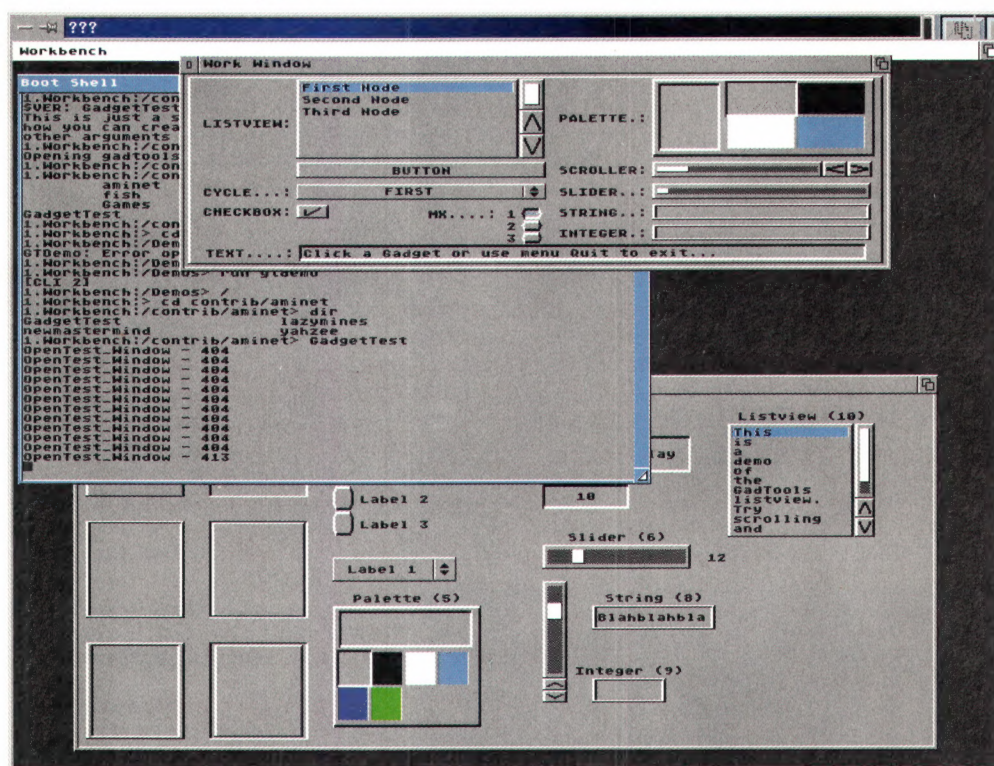 ???
Workbench
Work Window
Boot Shell
1.Workbench:/con
$VER: GadgetTest
This is just a s
how you can crea
other arguments
1.Workbench:/con
Opening gadtools
1.Workbench:/con
1.Workbench:/con
aminet
fish
Games
GadgetTest
1.Workbench:/con
1.Workbench:> cd
1.Workbench:/Dem
GTDemo: Error op
1.Workbench:/Dem
1.Workbench:/Demos> run gtdemo
[CLI 2]
1.Workbench:/Demos> /
1.Workbench:> cd contrib/aminet
1.Workbench:/contrib/aminet> dir
GadgetTest lazymines
newmastermind yahzee
1.Workbench:/contrib/aminet> GadgetTest
OpenTest_Window - 404
OpenTest_Window - 404
OpenTest_Window - 404
OpenTest_Window - 404
OpenTest_Window - 404
OpenTest_Window - 404
OpenTest_Window - 404
OpenTest_Window - 404
OpenTest_Window - 404
OpenTest_Window - 404
OpenTest_Window - 413
LISTVIEW:
First Node
Second Node
Third Node
BUTTON
CYCLE...:
FIRST
CHECKBOX:
MX....: 1
2
3
TEXT....:
Click a Gadget or use menu Quit to exit...
PALETTE.:
SCROLLER:
SLIDER..:
STRING..:
INTEGER.:
lay
Label 2
Label 3
Label 1
Palette (5)
10
Slider (6)
12
String (8)
Blahblahbla
Integer (9)
Listview (10)
This
is
a
demo
of
the
GadTools
listview.
Try
scrolling
and